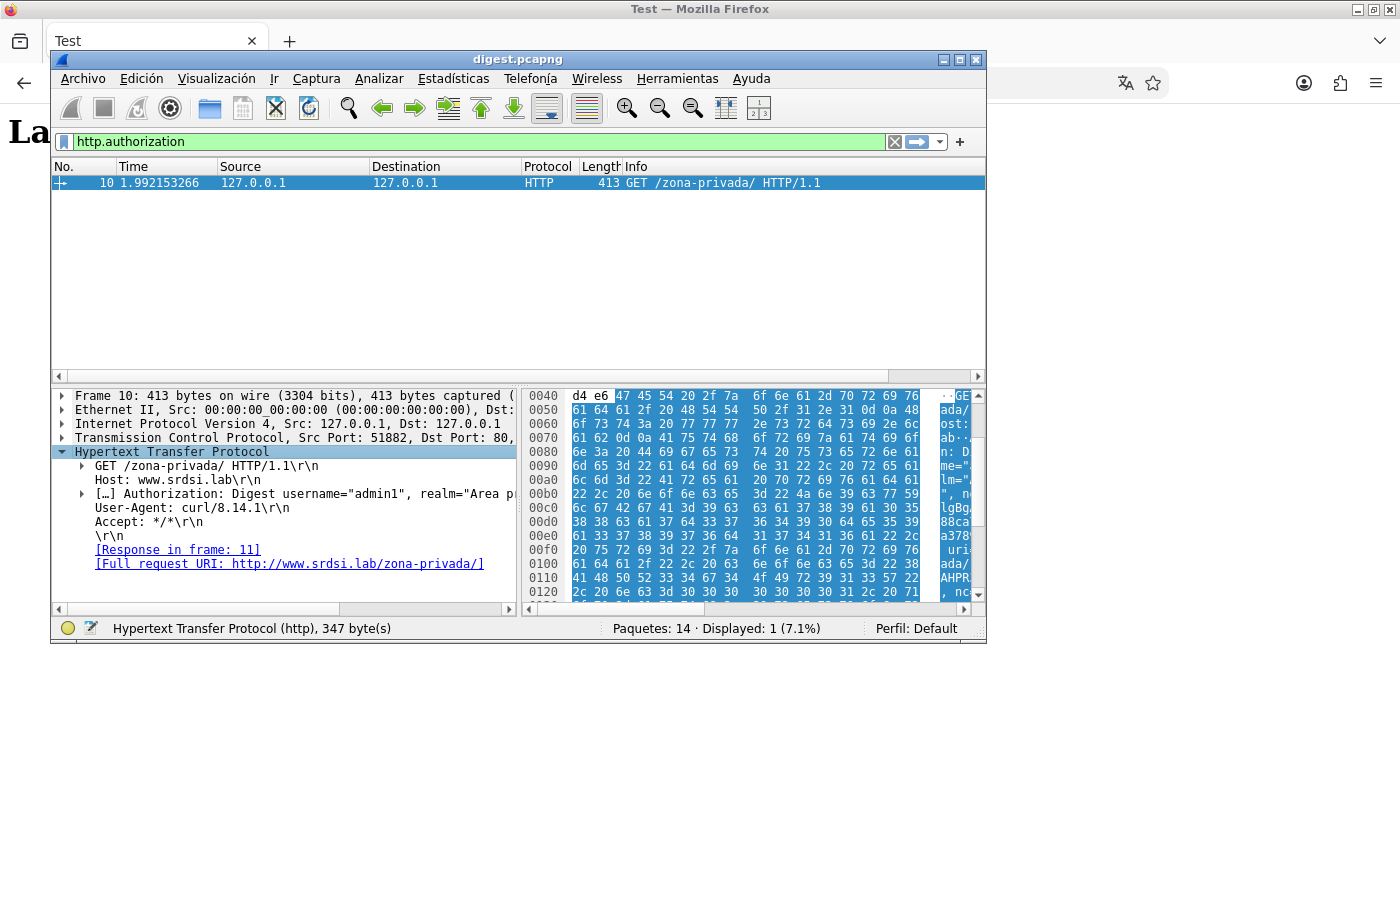 Test — Mozilla Firefox
Test
La
digest.pcapng
Archivo Edición Visualización Ir Captura Analizar Estadísticas Telefonía Wireless Herramientas Ayuda
http.authorization
No. Time Source Destination Protocol Length Info
10 1.992153266 127.0.0.1 127.0.0.1 HTTP 413 GET /zona-privada/ HTTP/1.1
Frame 10: 413 bytes on wire (3304 bits), 413 bytes captured (
Ethernet II, Src: 00:00:00_00:00:00 (00:00:00:00:00:00), Dst:
Internet Protocol Version 4, Src: 127.0.0.1, Dst: 127.0.0.1
Transmission Control Protocol, Src Port: 51882, Dst Port: 80,
Hypertext Transfer Protocol
GET /zona-privada/ HTTP/1.1\r\n
Host: www.srdsi.lab\r\n
[…] Authorization: Digest username="admin1", realm="Area pr
User-Agent: curl/8.14.1\r\n
Accept: */*\r\n
\r\n
[Response in frame: 11]
[Full request URI: http://www.srdsi.lab/zona-privada/]
0040 d4 e6 47 45 54 20 2f 7a 6f 6e 61 2d 70 72 69 76 ··GE
0050 61 64 61 2f 20 48 54 54 50 2f 31 2e 31 0d 0a 48 ada/
0060 6f 73 74 3a 20 77 77 77 2e 73 72 64 73 69 2e 6c ost:
0070 61 62 0d 0a 41 75 74 68 6f 72 69 7a 61 74 69 6f ab··
0080 6e 3a 20 44 69 67 65 73 74 20 75 73 65 72 6e 61 n: D
0090 6d 65 3d 22 61 64 6d 69 6e 31 22 2c 20 72 65 61 me="
00a0 6c 6d 3d 22 41 72 65 61 20 70 72 69 76 61 64 61 lm="
00b0 22 2c 20 6e 6f 6e 63 65 3d 22 4a 6e 39 63 77 59 ", n
00c0 6c 67 42 67 41 3d 39 63 63 61 37 38 39 61 30 35 lgBg
00d0 38 38 63 61 37 64 33 37 36 34 39 30 64 65 35 39 88ca
00e0 61 33 37 38 39 37 36 64 31 37 34 31 36 61 22 2c a378
00f0 20 75 72 69 3d 22 2f 7a 6f 6e 61 2d 70 72 69 76 uri
0100 61 64 61 2f 22 2c 20 63 6e 6f 6e 63 65 3d 22 38 ada/
0110 41 48 50 52 33 34 67 34 4f 49 72 39 31 33 57 22 AHPR
0120 2c 20 6e 63 3d 30 30 30 30 30 30 30 31 2c 20 71 , nc
Hypertext Transfer Protocol (http), 347 byte(s) Paquetes: 14 · Displayed: 1 (7.1%) Perfil: Default